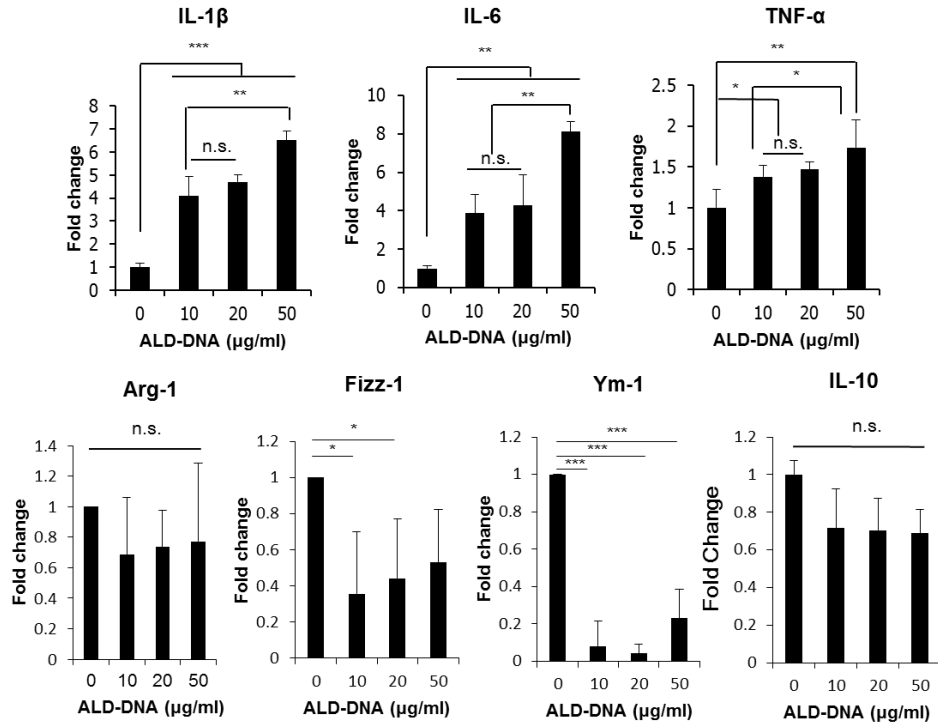 IL-1β
***
**
n.s.
8
7
6
5
4
3
2
1
0
Fold change
0 10 20 50
ALD-DNA (μg/ml)
IL-6
**
**
n.s.
10
8
6
4
2
0
Fold change
0 10 20 50
ALD-DNA (μg/ml)
TNF-α
**
*
*
n.s.
2.5
2
1.5
1
0.5
0
Fold change
0 10 20 50
ALD-DNA (μg/ml)
Arg-1
n.s.
1.4
1.2
1
0.8
0.6
0.4
0.2
0
Fold change
0 10 20 50
ALD-DNA (μg/ml)
Fizz-1
*
*
1.2
1
0.8
0.6
0.4
0.2
0
Fold change
0 10 20 50
ALD-DNA (μg/ml)
Ym-1
***
***
***
1.2
1
0.8
0.6
0.4
0.2
0
Fold change
0 10 20 50
ALD-DNA (μg/ml)
IL-10
n.s.
1.2
1
0.8
0.6
0.4
0.2
0
Fold Change
0 10 20 50
ALD-DNA (μg/ml)